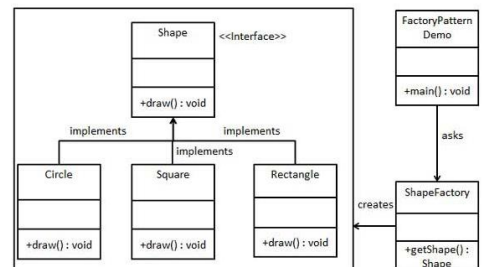 Shape
<<Interface>>
+draw() : void
implements
implements
implements
Circle
+draw() : void
Square
+draw() : void
Rectangle
+draw() : void
FactoryPattern
Demo
+main() : void
asks
creates
ShapeFactory
+getShape() :
Shape